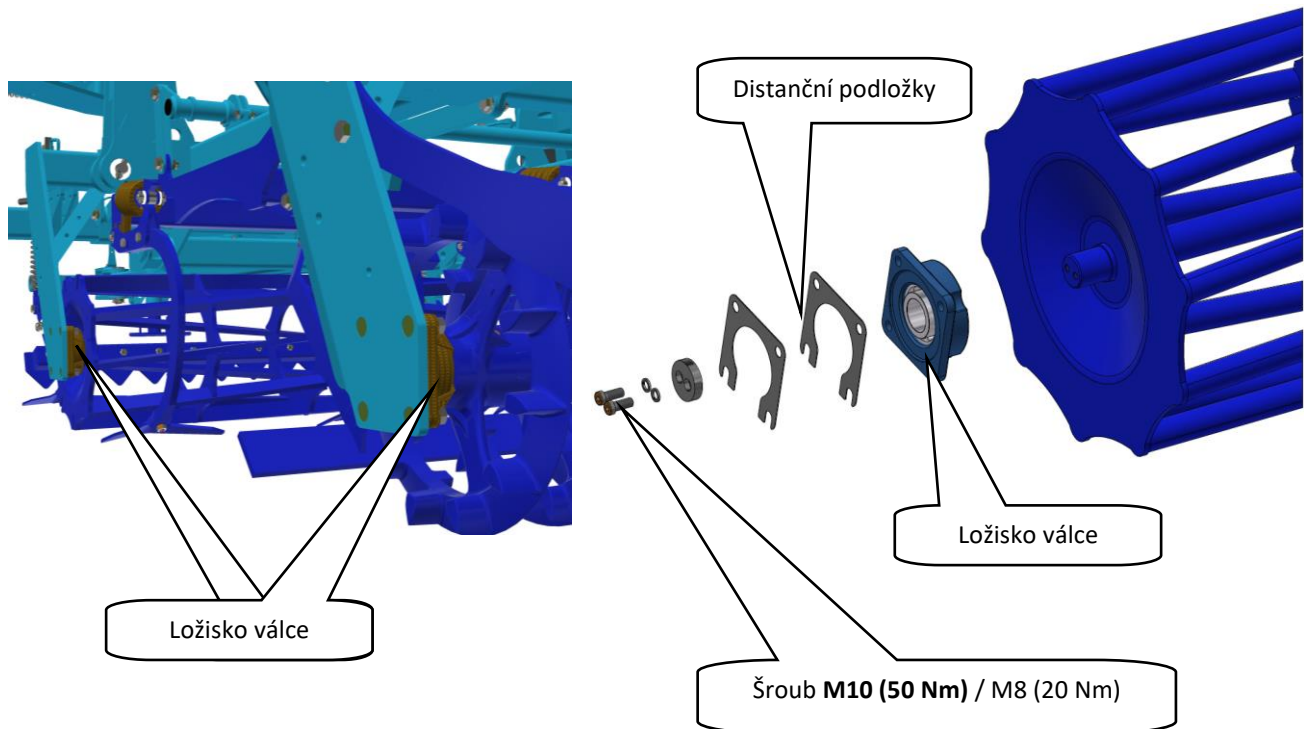 Distanční podložky
Ložisko válce
Ložisko válce
Šroub M10 (50 Nm) / M8 (20 Nm)